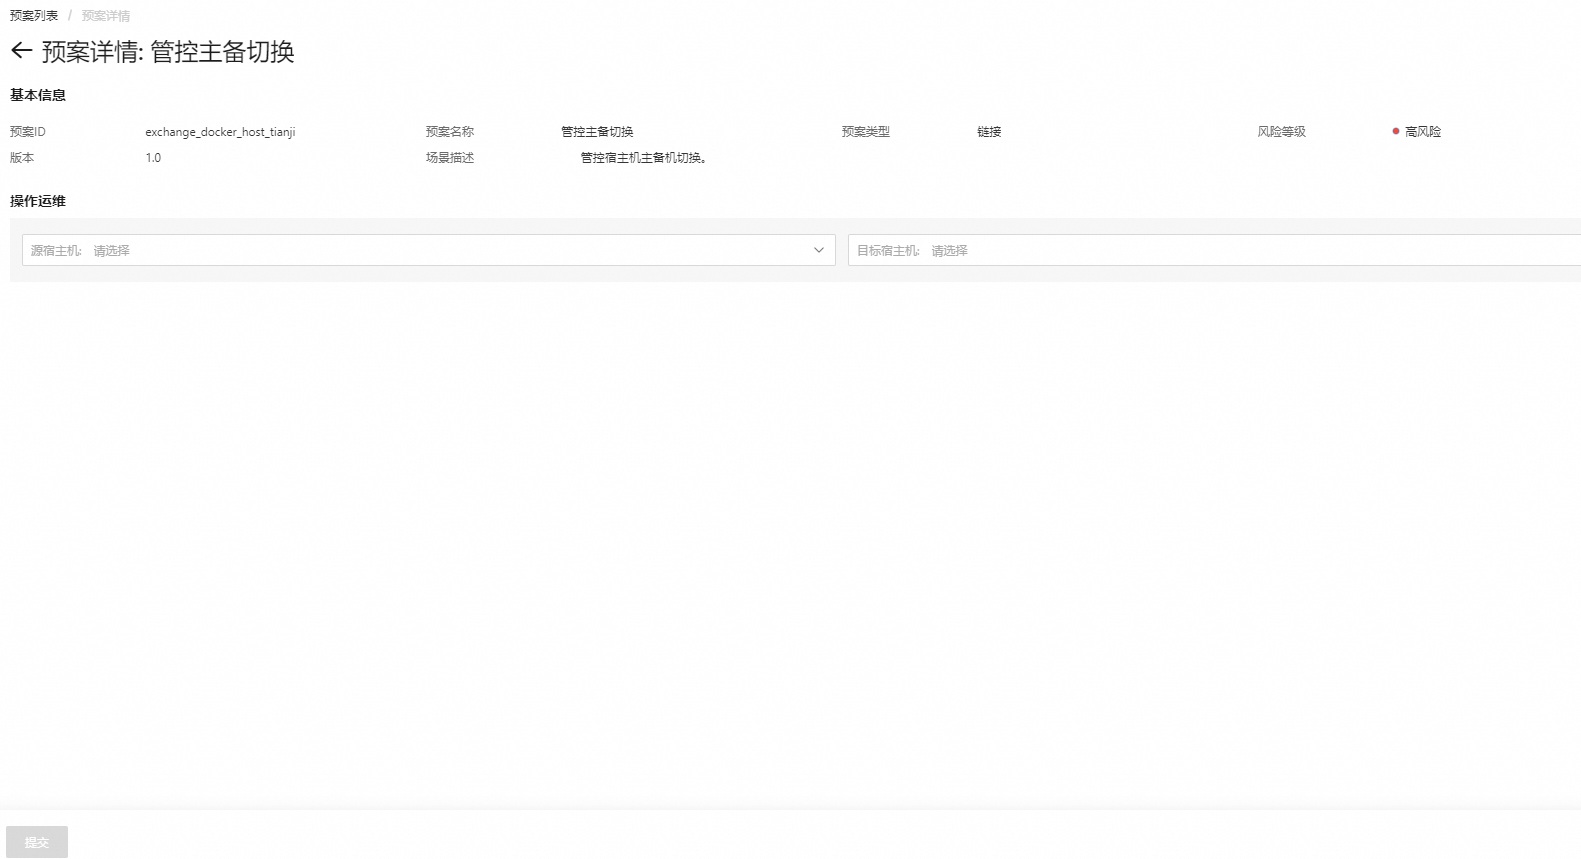 预案列表 / 预案详情
预案详情: 管控主备切换
基本信息
预案ID exchange_docker_host_tianji 预案名称 管控主备切换 预案类型 链接 风险等级 高风险
版本 1.0 场景描述 管控宿主机主备机切换。
操作运维
源宿主机: 请选择 目标宿主机: 请选择
提交